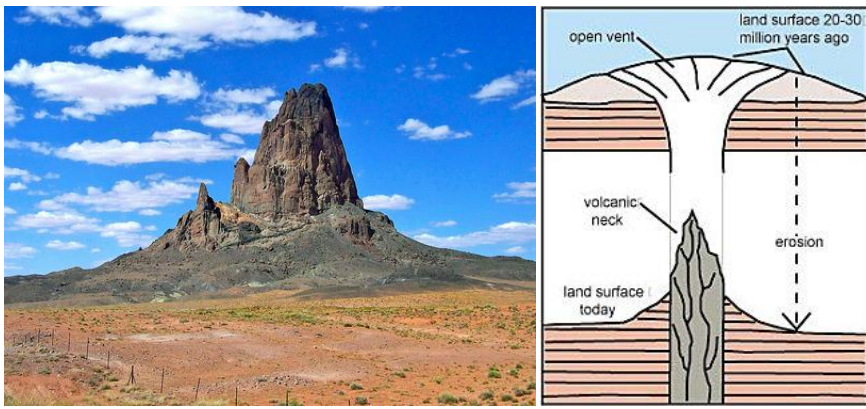 land surface 20-30
million years ago
open vent
volcanic
neck
erosion
land surface
today